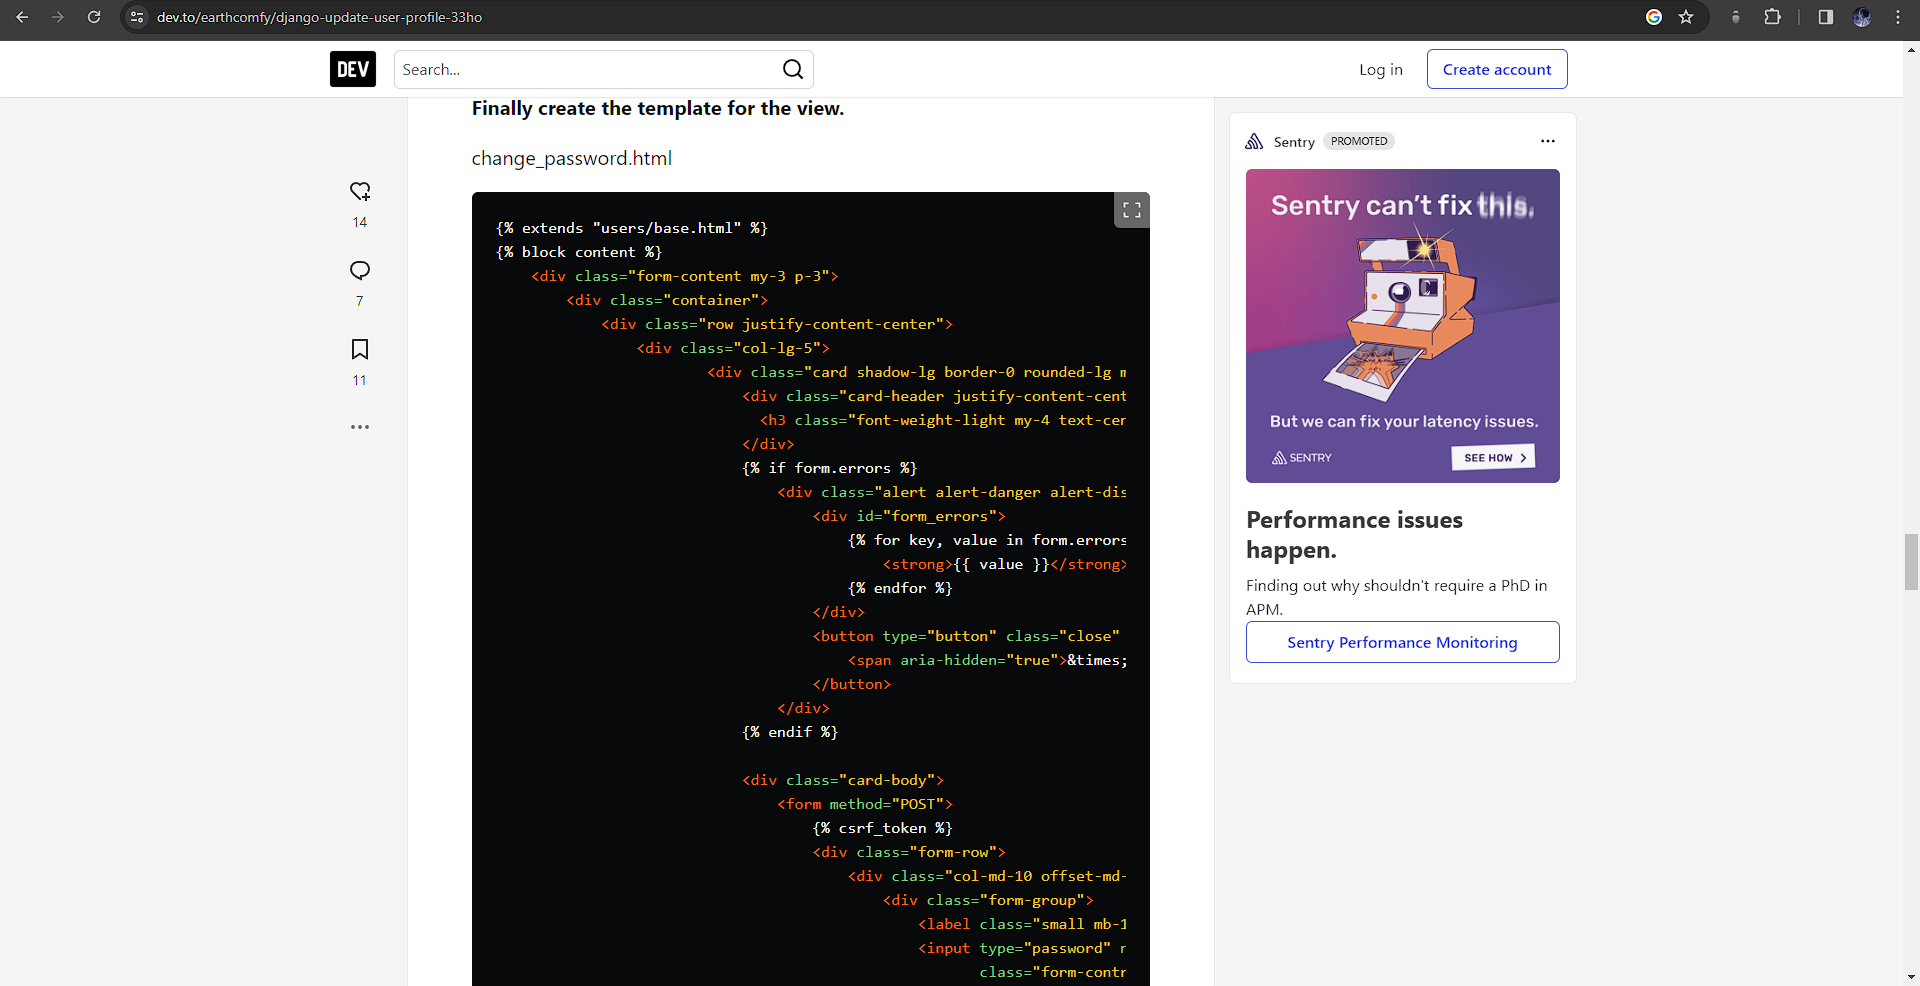 dev.to/earthcomfy/django-update-user-profile-33ho
DEV
Search...
Log in
Create account
Finally create the template for the view.
change_password.html
14
7
11
{% extends "users/base.html" %}
{% block content %}
<div class="form-content my-3 p-3">
<div class="container">
<div class="row justify-content-center">
<div class="col-lg-5">
<div class="card shadow-lg border-0 rounded-lg m
<div class="card-header justify-content-cent
<h3 class="font-weight-light my-4 text-cen
</div>
{% if form.errors %}
<div class="alert alert-danger alert-dis
<div id="form_errors">
{% for key, value in form.errors
<strong>{{ value }}</strong>
{% endfor %}
</div>
<button type="button" class="close"
<span aria-hidden="true">&times;
</button>
</div>
{% endif %}
<div class="card-body">
<form method="POST">
{% csrf_token %}
<div class="form-row">
<div class="col-md-10 offset-md-
<div class="form-group">
<label class="small mb-1
<input type="password" n
class="form-contr
Sentry PROMOTED
Sentry can't fix this.
But we can fix your latency issues.
SENTRY
SEE HOW >
Performance issues
happen.
Finding out why shouldn't require a PhD in
APM.
Sentry Performance Monitoring